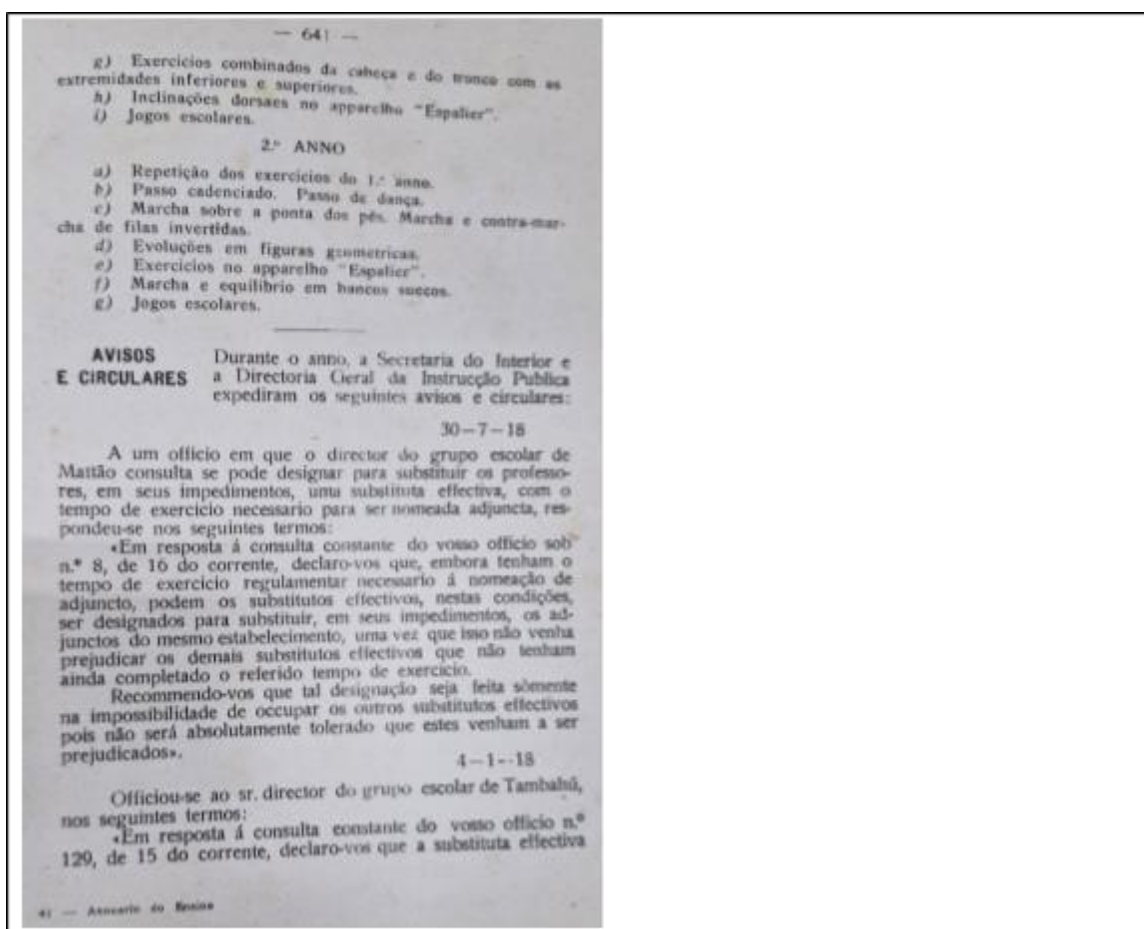 — 641 —
g) Exercicios combinados da cabeça e do tronco com as
extremidades inferiores e superiores.
h) Inclinações dorsaes no apparelho "Espalier".
i) Jogos escolares.
2.º ANNO
a) Repetição dos exercicios do 1.º anno.
b) Passo cadenciado. Passo de dança.
c) Marcha sobre a ponta dos pés. Marcha e contra-mar-
cha de filas invertidas.
d) Evoluções em figuras geometricas.
e) Exercicios no apparelho "Espalier".
f) Marcha e equilibrio em bancos suecos.
g) Jogos escolares.
AVISOS
E CIRCULARES
Durante o anno, a Secretaria do Interior e
a Directoria Geral da Instrucção Publica
expediram os seguintes avisos e circulares:
30—7—18
A um officio em que o director do grupo escolar de
Mattão consulta se pode designar para substituir os professo-
res, em seus impedimentos, uma substituta effectiva, com o
tempo de exercicio necessario para ser nomeada adjuncta, res-
pondeu-se nos seguintes termos:
«Em resposta á consulta constante do vosso officio sob
n.º 8, de 16 do corrente, declaro-vos que, embora tenham o
tempo de exercicio regulamentar necessario á nomeação de
adjuncto, podem os substitutos effectivos, nestas condições,
ser designados para substituir, em seus impedimentos, os ad-
junctos do mesmo estabelecimento, uma vez que isso não venha
prejudicar os demais substitutos effectivos que não tenham
ainda completado o referido tempo de exercicio.
Recommendo-vos que tal designação seja feita sòmente
na impossibilidade de occupar os outros substitutos effectivos
pois não será absolutamente tolerado que estes venham a ser
prejudicados».
4—1--18
Officiou-se ao sr. director do grupo escolar de Tambahú,
nos seguintes termos:
«Em resposta á consulta constante do vosso officio n.º
129, de 15 do corrente, declaro-vos que a substituta effectiva
41 — Annuario do Ensino